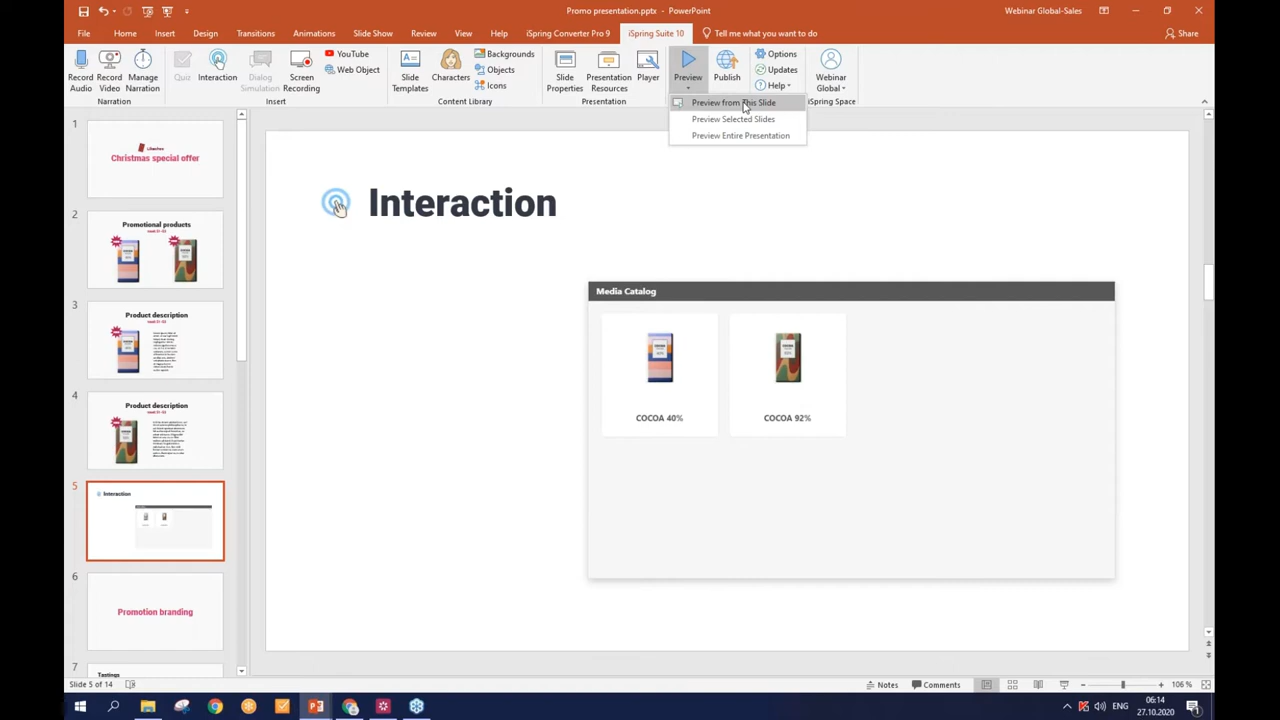 Promo presentation.pptx - PowerPoint
Webinar Global-Sales
File Home Insert Design Transitions Animations Slide Show Review View Help iSpring Converter Pro 9 iSpring Suite 10 Tell me what you want to do Share
Record Audio
Record Video
Manage Narration
Narration
Quiz
Interaction
Dialog Simulation
Screen Recording
YouTube
Web Object
Insert
Slide Templates
Characters
Backgrounds
Objects
Icons
Content Library
Slide Properties
Presentation Resources
Player
Presentation
Preview
Publish
Options
Updates
Help
Webinar Global
iSpring Space
Preview from This Slide
Preview Selected Slides
Preview Entire Presentation
1
Christmas special offer
2
Promotional products
3
Product description
4
Product description
5
Interaction
6
Promotion branding
7
Testings
Interaction
Media Catalog
COCOA 40%
COCOA 92%
Slide 5 of 14
Notes
Comments
106 %
ENG
06:14
27.10.2020